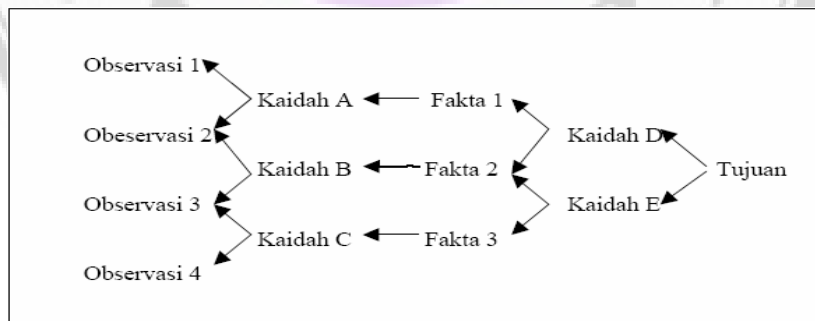 Observasi 1
Kaidah A Fakta 1
Obeservasi 2 Kaidah D
Kaidah B Fakta 2 Tujuan
Observasi 3 Kaidah E
Kaidah C Fakta 3
Observasi 4